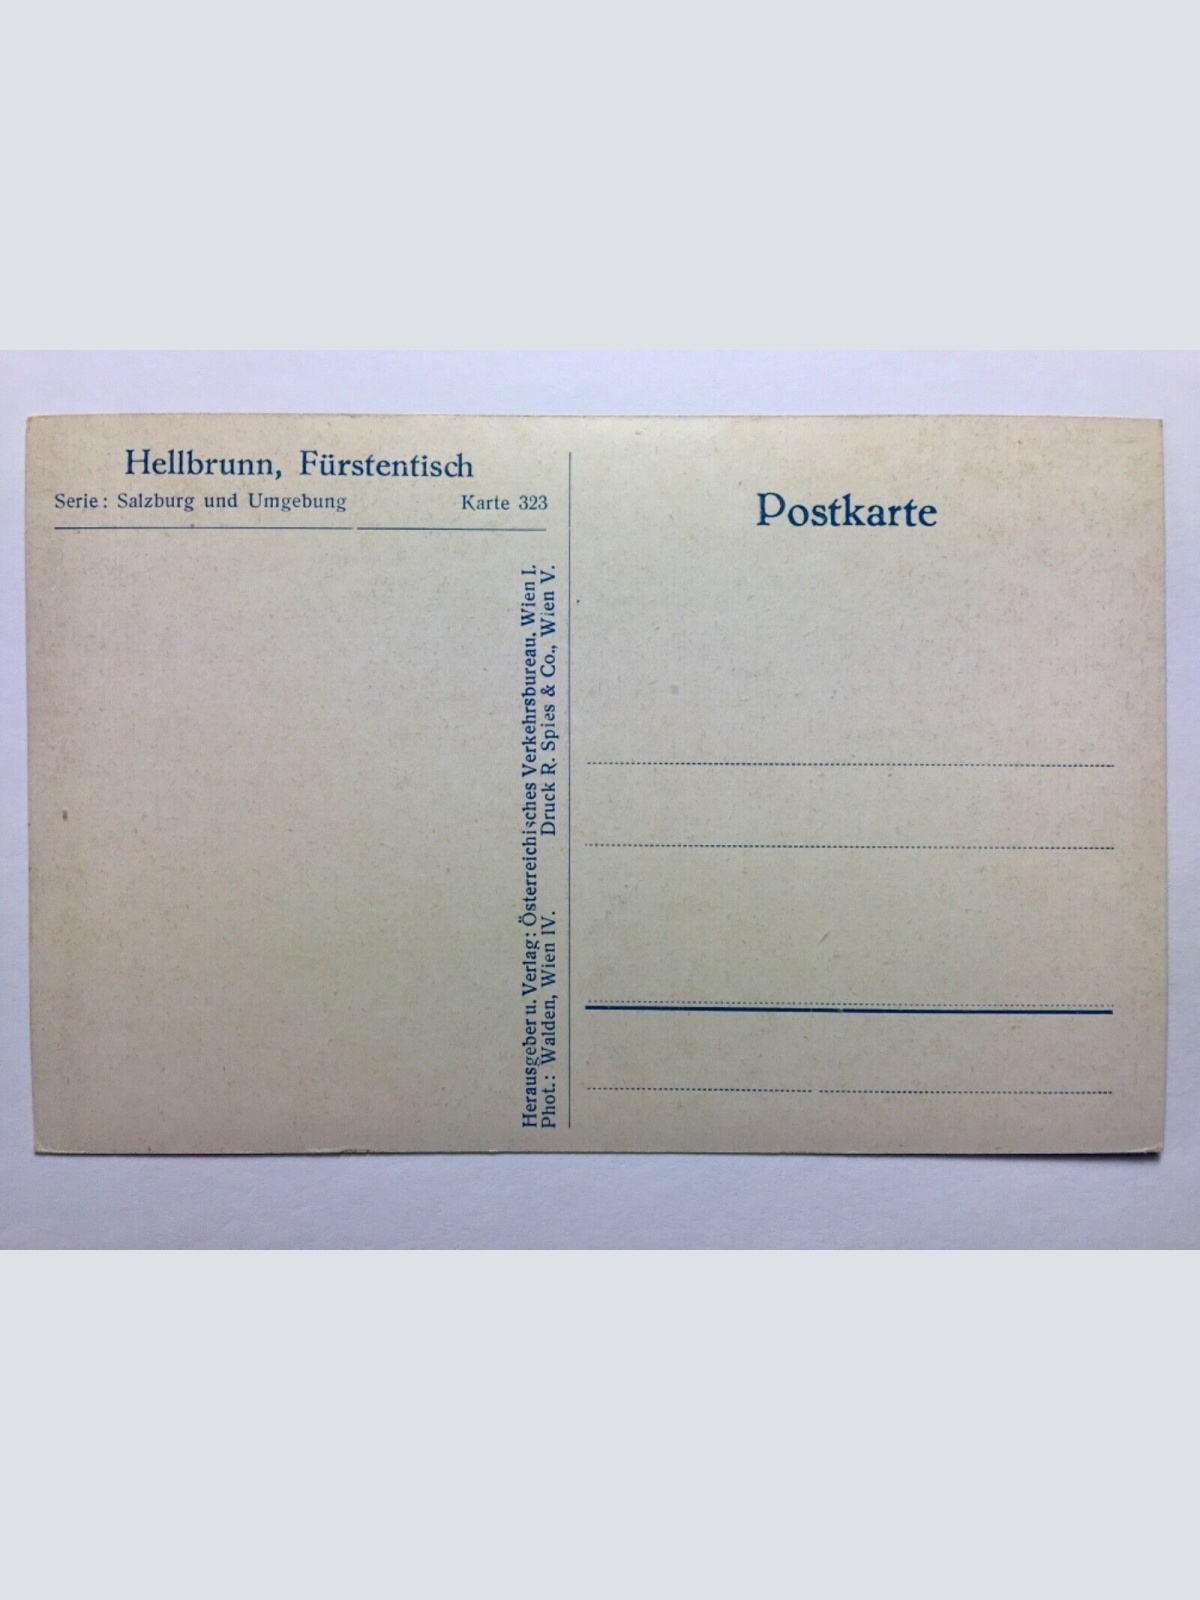 Hellbrunn, Fürstentisch
Serie: Salzburg und Umgebung Karte 323
Herausgeber u. Verlag: Österreichisches Verkehrsbureau, Wien I.
Phot.: Walden, Wien IV. Druck R. Spies & Co., Wien V.
Postkarte